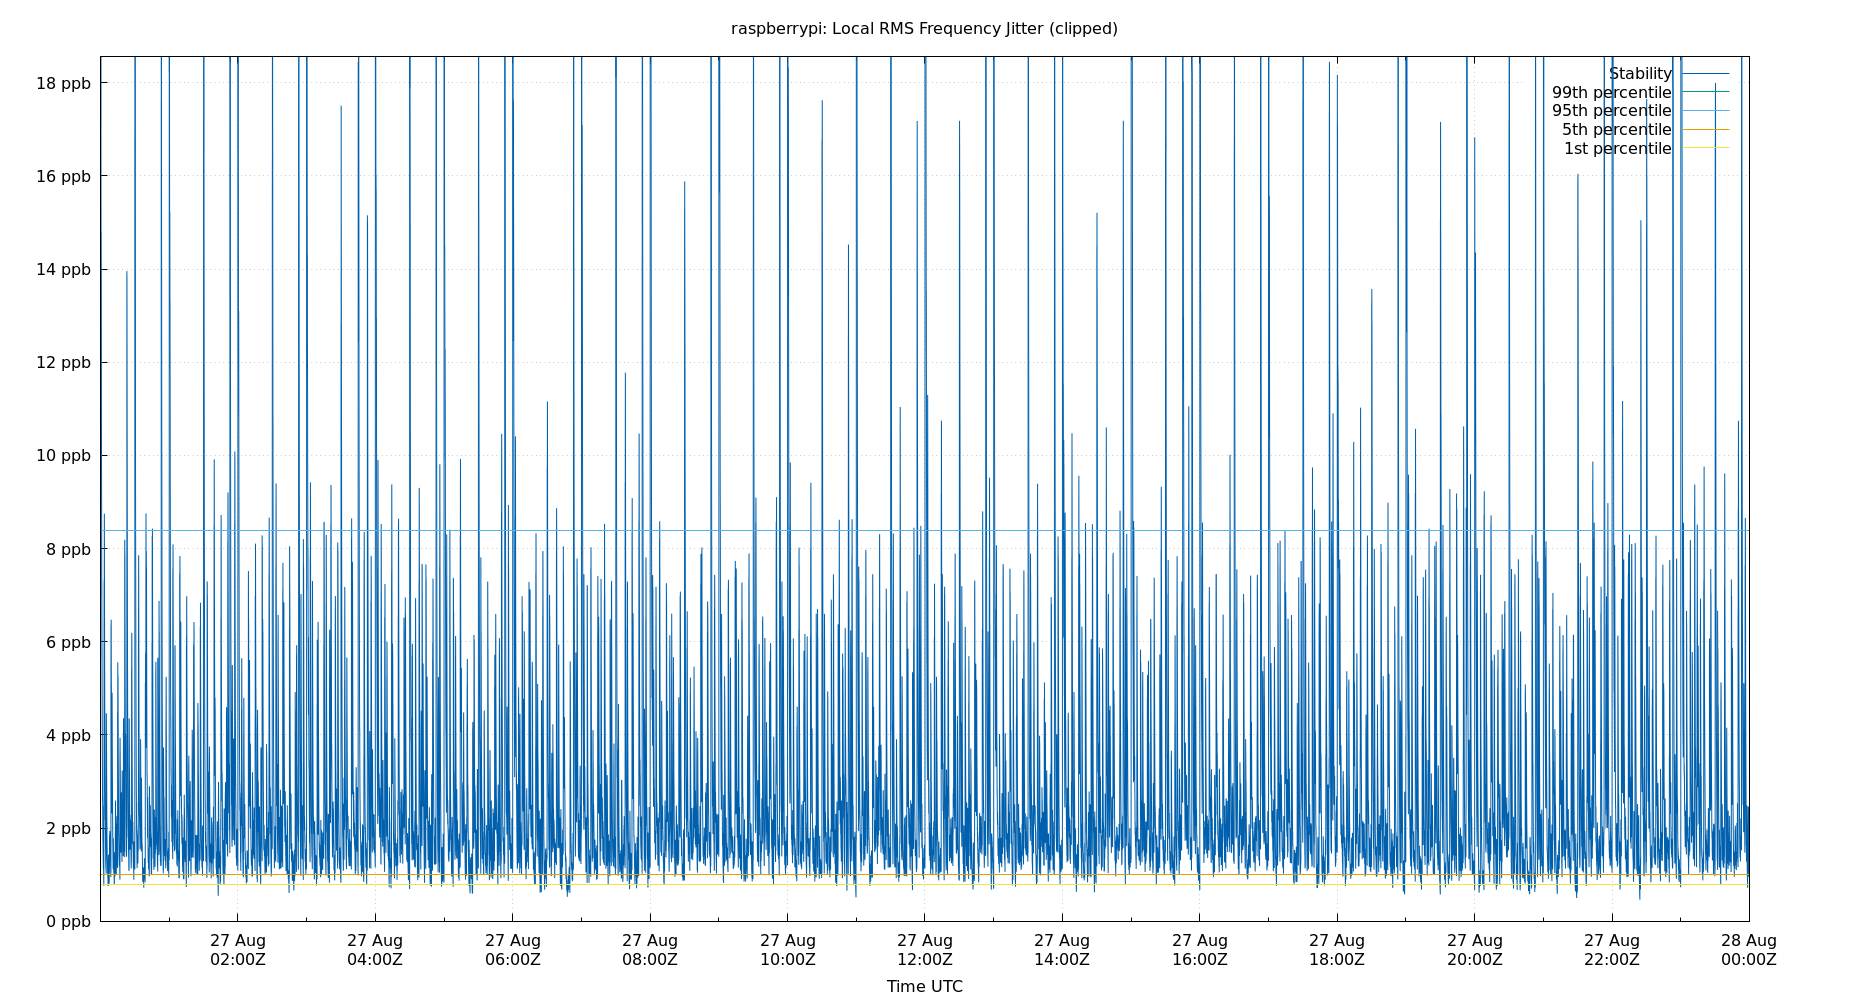 raspberrypi: Local RMS Frequency Jitter (clipped)
18 ppb
16 ppb
14 ppb
12 ppb
10 ppb
8 ppb
6 ppb
4 ppb
2 ppb
0 ppb
Stability
99th percentile
95th percentile
5th percentile
1st percentile
27 Aug 27 Aug 27 Aug 27 Aug 27 Aug 27 Aug 27 Aug 27 Aug 27 Aug 27 Aug 27 Aug 28 Aug
02:00Z 04:00Z 06:00Z 08:00Z 10:00Z 12:00Z 14:00Z 16:00Z 18:00Z 20:00Z 22:00Z 00:00Z
Time UTC